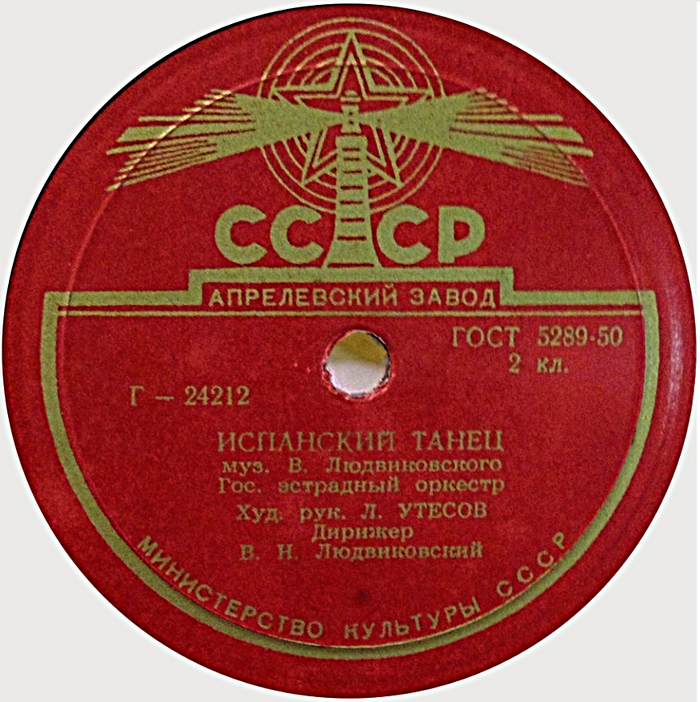 СССР
АПРЕЛЕВСКИЙ ЗАВОД
ГОСТ 5289-50
2 кл.
Г — 24212
ИСПАНСКИЙ ТАНЕЦ
муз. В. Людвиковского
Гос. эстрадный оркестр
Худ. рук. Л. УТЕСОВ
Дирижер
В. Н. Людвиковский
МИНИСТЕРСТВО КУЛЬТУРЫ СССР